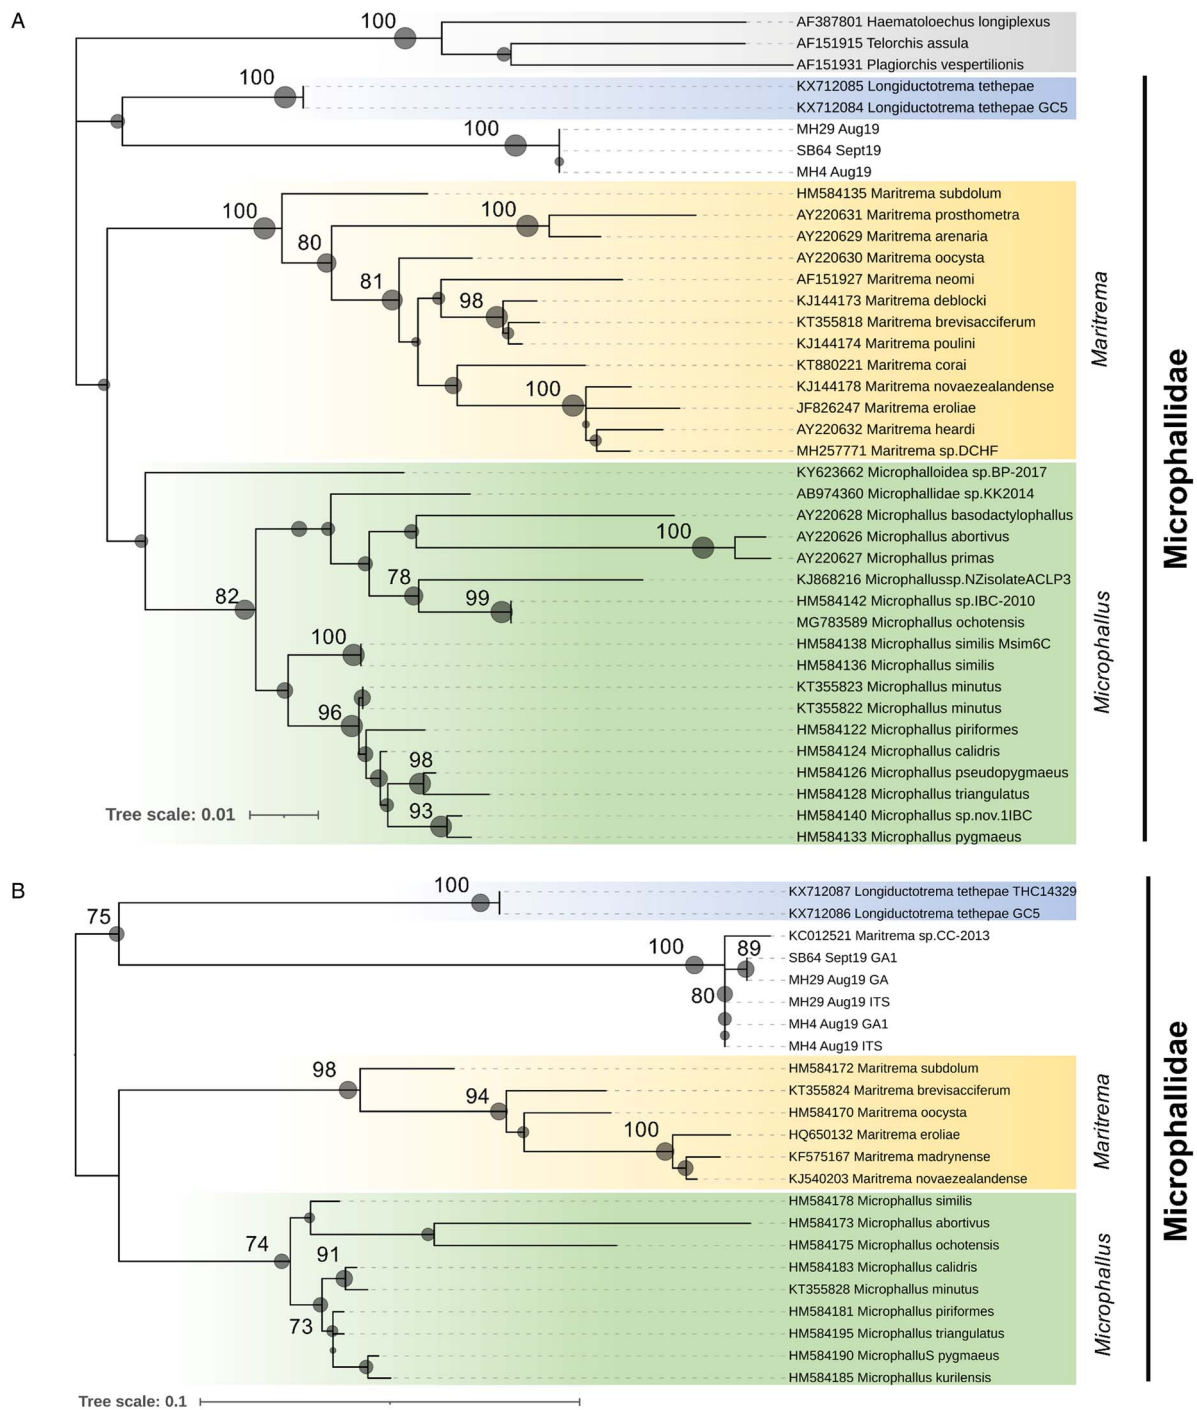 A
100
AF387801 Haematoloechus longiplexus
AF151915 Telorchis assula
AF151931 Plagiorchis vespertilionis
100
KX712085 Longiductotrema tethepae
KX712084 Longiductotrema tethepae GC5
100
MH29 Aug19
SB64 Sept19
MH4 Aug19
HM584135 Maritrema subdolum
100
100
AY220631 Maritrema prosthometra
AY220629 Maritrema arenaria
80
AY220630 Maritrema oocysta
81
AF151927 Maritrema neomi
98
KJ144173 Maritrema deblocki
KT355818 Maritrema brevisacciferum
KJ144174 Maritrema poulini
KT880221 Maritrema corai
100
KJ144178 Maritrema novaezealandense
JF826247 Maritrema eroliae
AY220632 Maritrema heardi
MH257771 Maritrema sp.DCHF
Maritrema
Microphallidae
KY623662 Microphalloidea sp.BP-2017
AB974360 Microphallidae sp.KK2014
AY220628 Microphallus basodactylophallus
100
AY220626 Microphallus abortivus
AY220627 Microphallus primas
78
KJ868216 Microphallussp.NZisolateACLP3
82
99
HM584142 Microphallus sp.IBC-2010
MG783589 Microphallus ochotensis
100
HM584138 Microphallus similis Msim6C
HM584136 Microphallus similis
KT355823 Microphallus minutus
96
KT355822 Microphallus minutus
HM584122 Microphallus piriformes
HM584124 Microphallus calidris
98
HM584126 Microphallus pseudopygmaeus
HM584128 Microphallus triangulatus
93
HM584140 Microphallus sp.nov.1IBC
HM584133 Microphallus pygmaeus
Microphallus
Tree scale: 0.01
B
100
KX712087 Longiductotrema tethepae THC14329
KX712086 Longiductotrema tethepae GC5
75
KC012521 Maritrema sp.CC-2013
100
89
SB64 Sept19 GA1
MH29 Aug19 GA
80
MH29 Aug19 ITS
MH4 Aug19 GA1
MH4 Aug19 ITS
98
HM584172 Maritrema subdolum
94
KT355824 Maritrema brevisacciferum
HM584170 Maritrema oocysta
100
HQ650132 Maritrema eroliae
KF575167 Maritrema madrynense
KJ540203 Maritrema novaezealandense
Maritrema
Microphallidae
HM584178 Microphallus similis
HM584173 Microphallus abortivus
74
HM584175 Microphallus ochotensis
91
HM584183 Microphallus calidris
KT355828 Microphallus minutus
73
HM584181 Microphallus piriformes
HM584195 Microphallus triangulatus
HM584190 MicrophalluS pygmaeus
HM584185 Microphallus kurilensis
Microphallus
Tree scale: 0.1